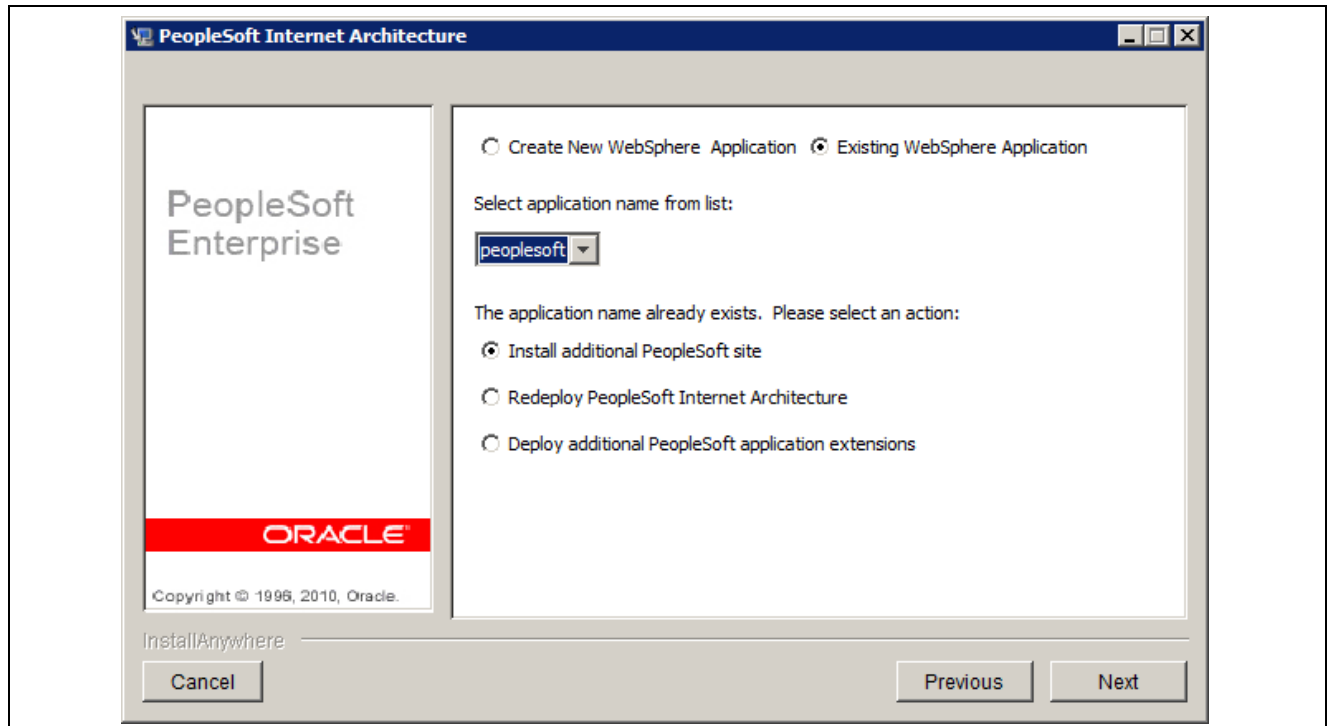 PeopleSoft Internet Architecture
Create New WebSphere  Application  Existing WebSphere Application
PeopleSoft
Enterprise
Select application name from list:
peoplesoft
The application name already exists.  Please select an action:
Install additional PeopleSoft site
Redeploy PeopleSoft Internet Architecture
Deploy additional PeopleSoft application extensions
ORACLE
Copyright © 1996, 2010, Oracle.
InstallAnywhere
Cancel
Previous
Next